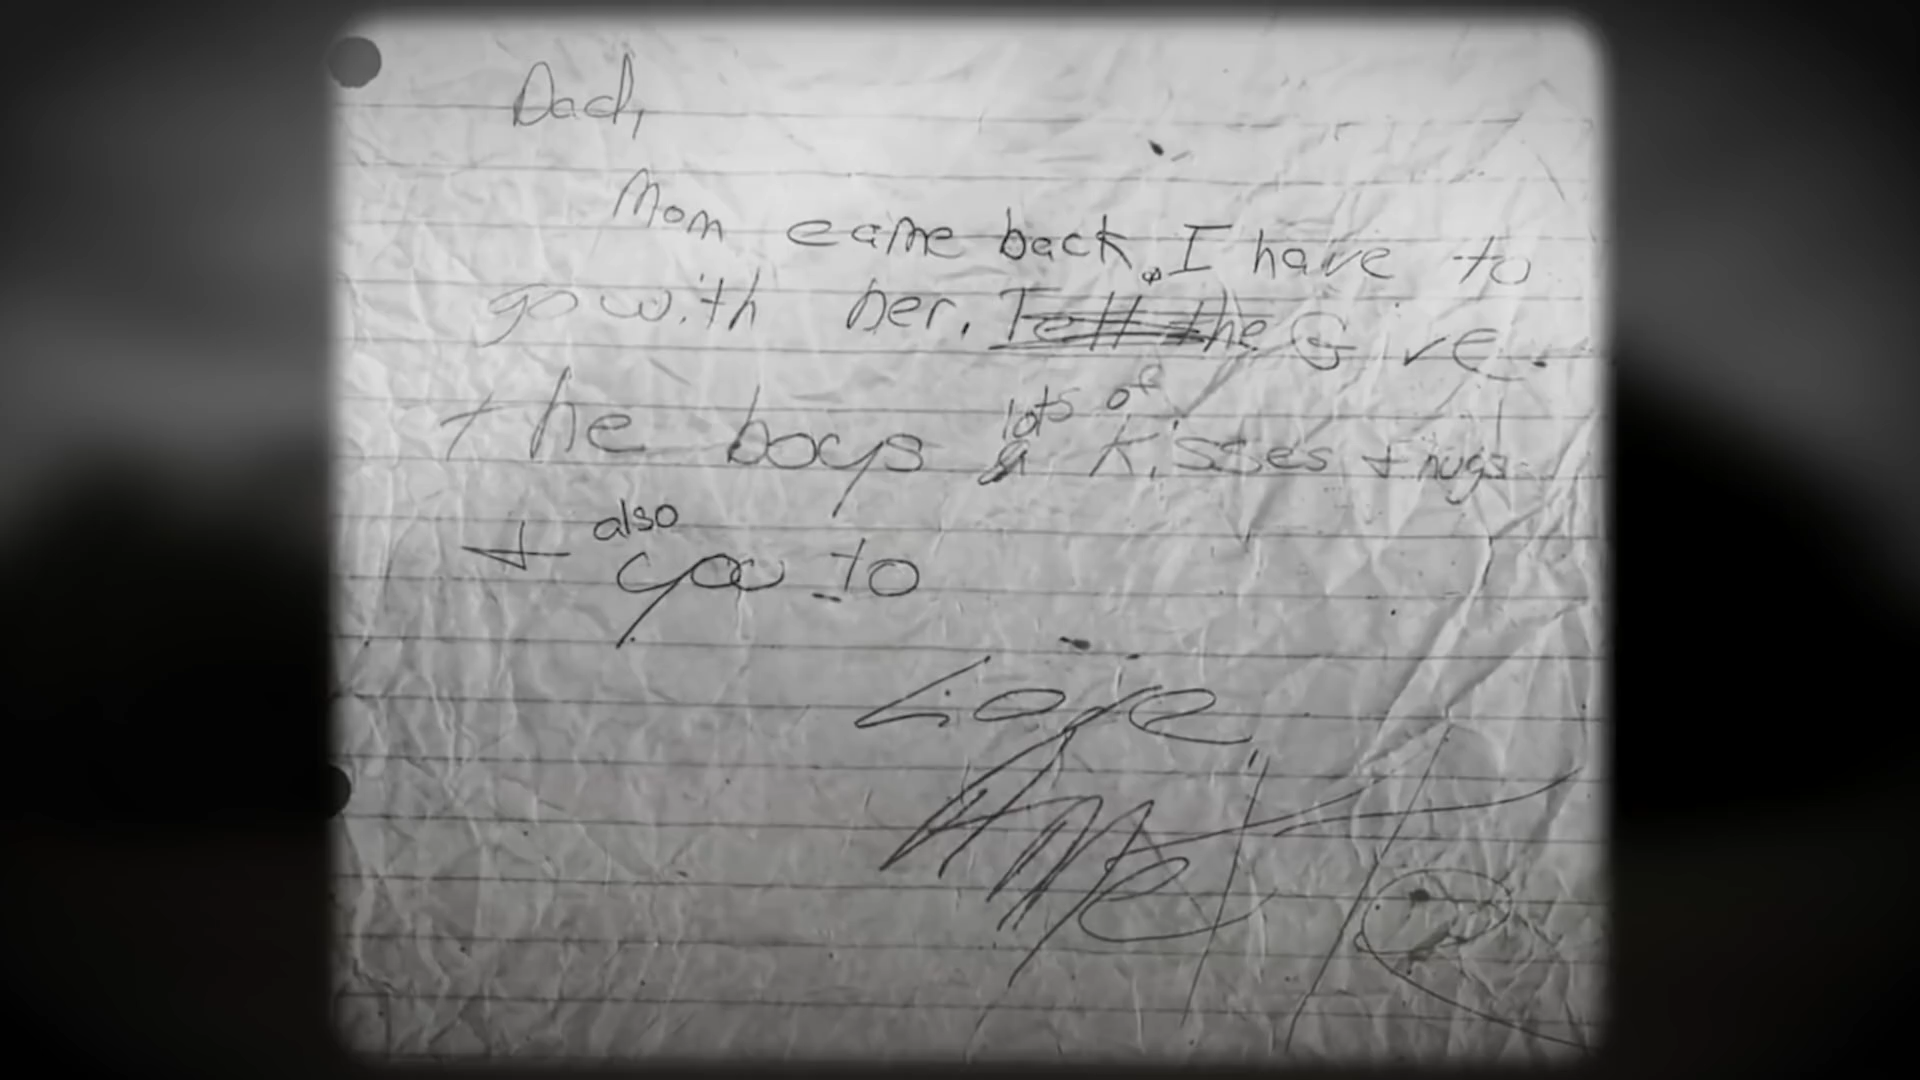 Dad,
Mom came back. I have to
go with her. Tell the Give
the boys lots of kisses + hugs
+ also you to
Love,